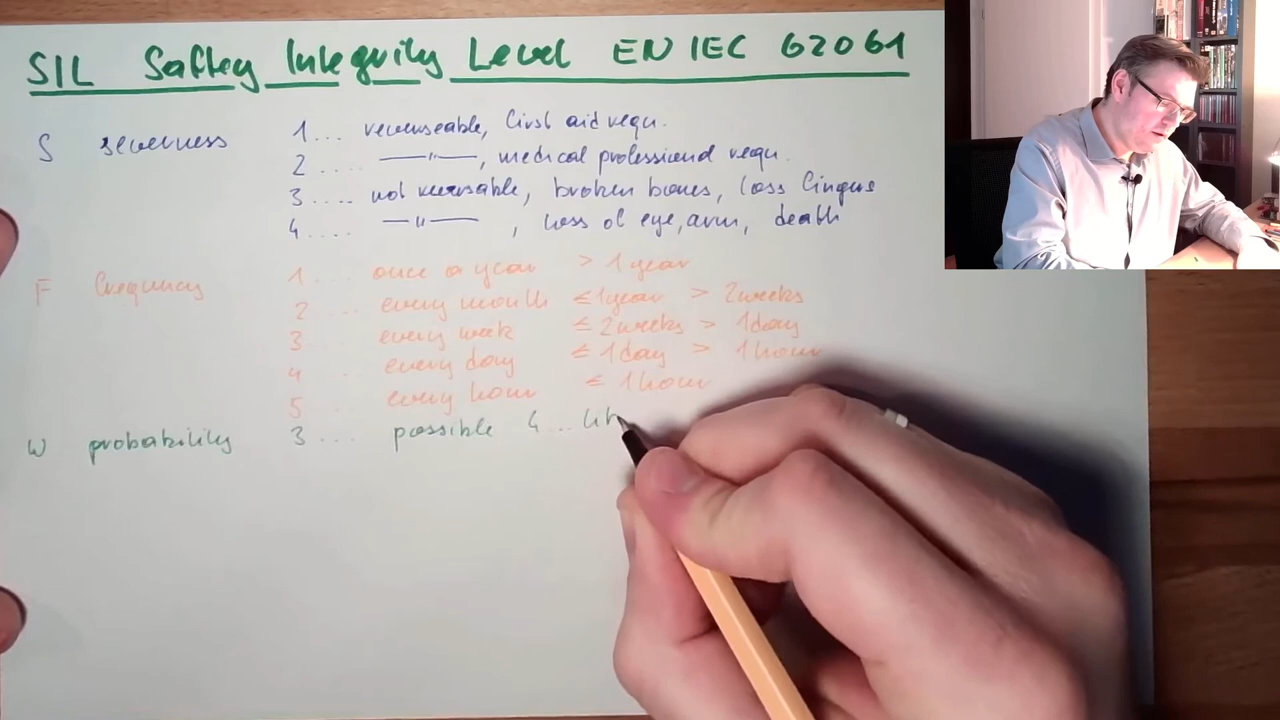 SIL Saftey Integrity Level EN IEC 62061
S severness 1... reverseable, first aid requ.
2.... —"—, medical professional requ.
3.... not reversable, broken bones, loss fingers
4.... —"—, loss of eye, arm, death
F frequency 1... once a year > 1 year
2 ... every month ≤ 1 year > 2 weeks
3 ... every week ≤ 2 weeks > 1 day
4 ... every day ≤ 1 day > 1 hour
5 ... every hour ≤ 1 hour
W probability 3 .... possible 4...